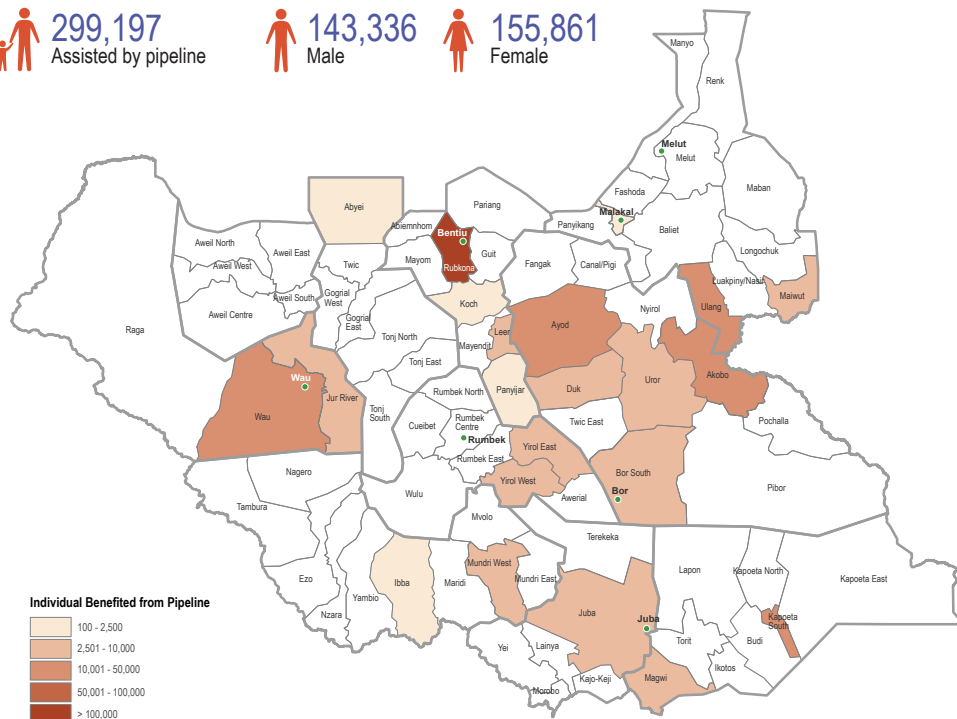 299,197
Assisted by pipeline
143,336
Male
155,861
Female
Manyo
Renk
Melut
Melut
Maban
Fashoda
Malakal
Panyikang
Baliet
Longochuk
Luakpiny/Nasir
Maiwut
Ulang
Pariang
Abyei
Abiemnhom
Bentiu
Rubkona
Guit
Mayom
Fangak
Canal/Pigi
Nyirol
Aweil North
Aweil East
Aweil West
Aweil South
Aweil Centre
Twic
Gogrial
West
Gogrial
East
Raga
Koch
Mayendit
Leer
Ayod
Tonj North
Tonj East
Tonj
South
Panyijar
Duk
Uror
Akobo
Pochalla
Wau
Wau
Jur River
Rumbek North
Cueibet
Rumbek
Centre
Rumbek
Rumbek East
Twic East
Yirol East
Yirol West
Awerial
Bor South
Bor
Pibor
Nagero
Tambura
Wulu
Mvolo
Terekeka
Ezo
Nzara
Yambio
Ibba
Maridi
Mundri West
Mundri East
Juba
Juba
Lapon
Kapoeta North
Kapoeta East
Kapoeta
South
Budi
Torit
Ikotos
Magwi
Yei
Lainya
Morobo
Kajo-Keji
Individual Benefited from Pipeline
100 - 2,500
2,501 - 10,000
10,001 - 50,000
50,001 - 100,000
> 100,000